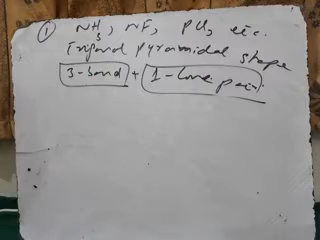 ① NH₃, NF₃, PCl₃ etc.
Trigonal pyramidal shape
3-bond + 1-lone pair.